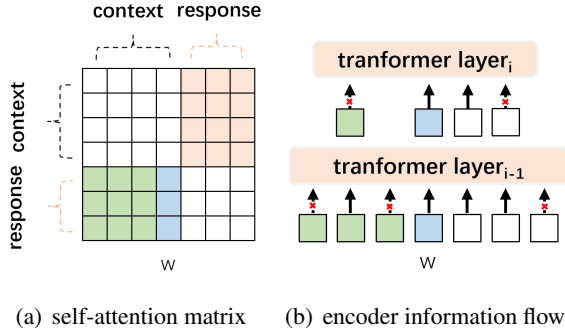 context response
context
response
W
tranformer layer_i
tranformer layer_i-1
W
(a) self-attention matrix (b) encoder information flow